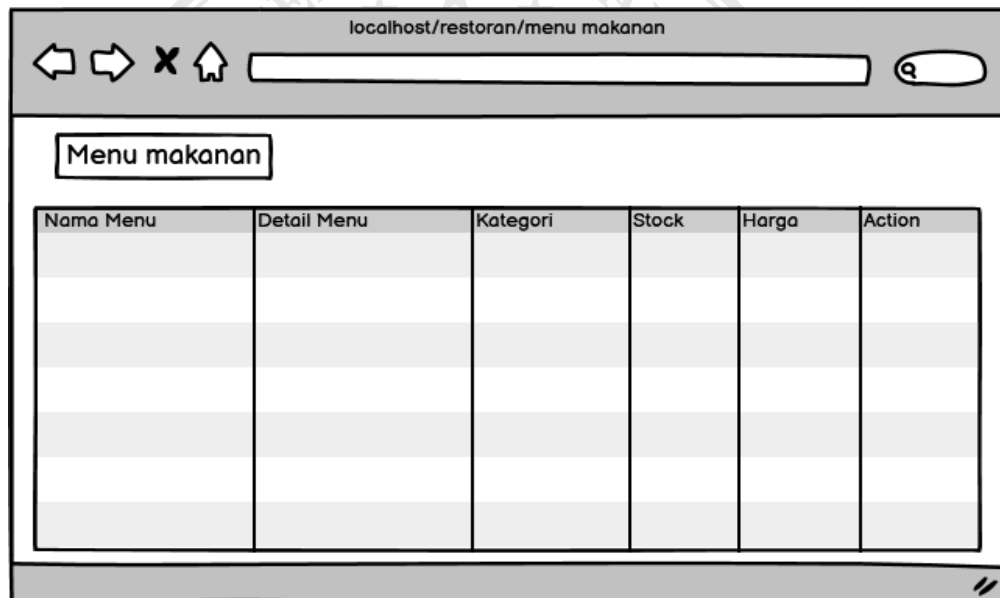 localhost/restoran/menu makanan
Menu makanan
Nama Menu Detail Menu Kategori Stock Harga Action